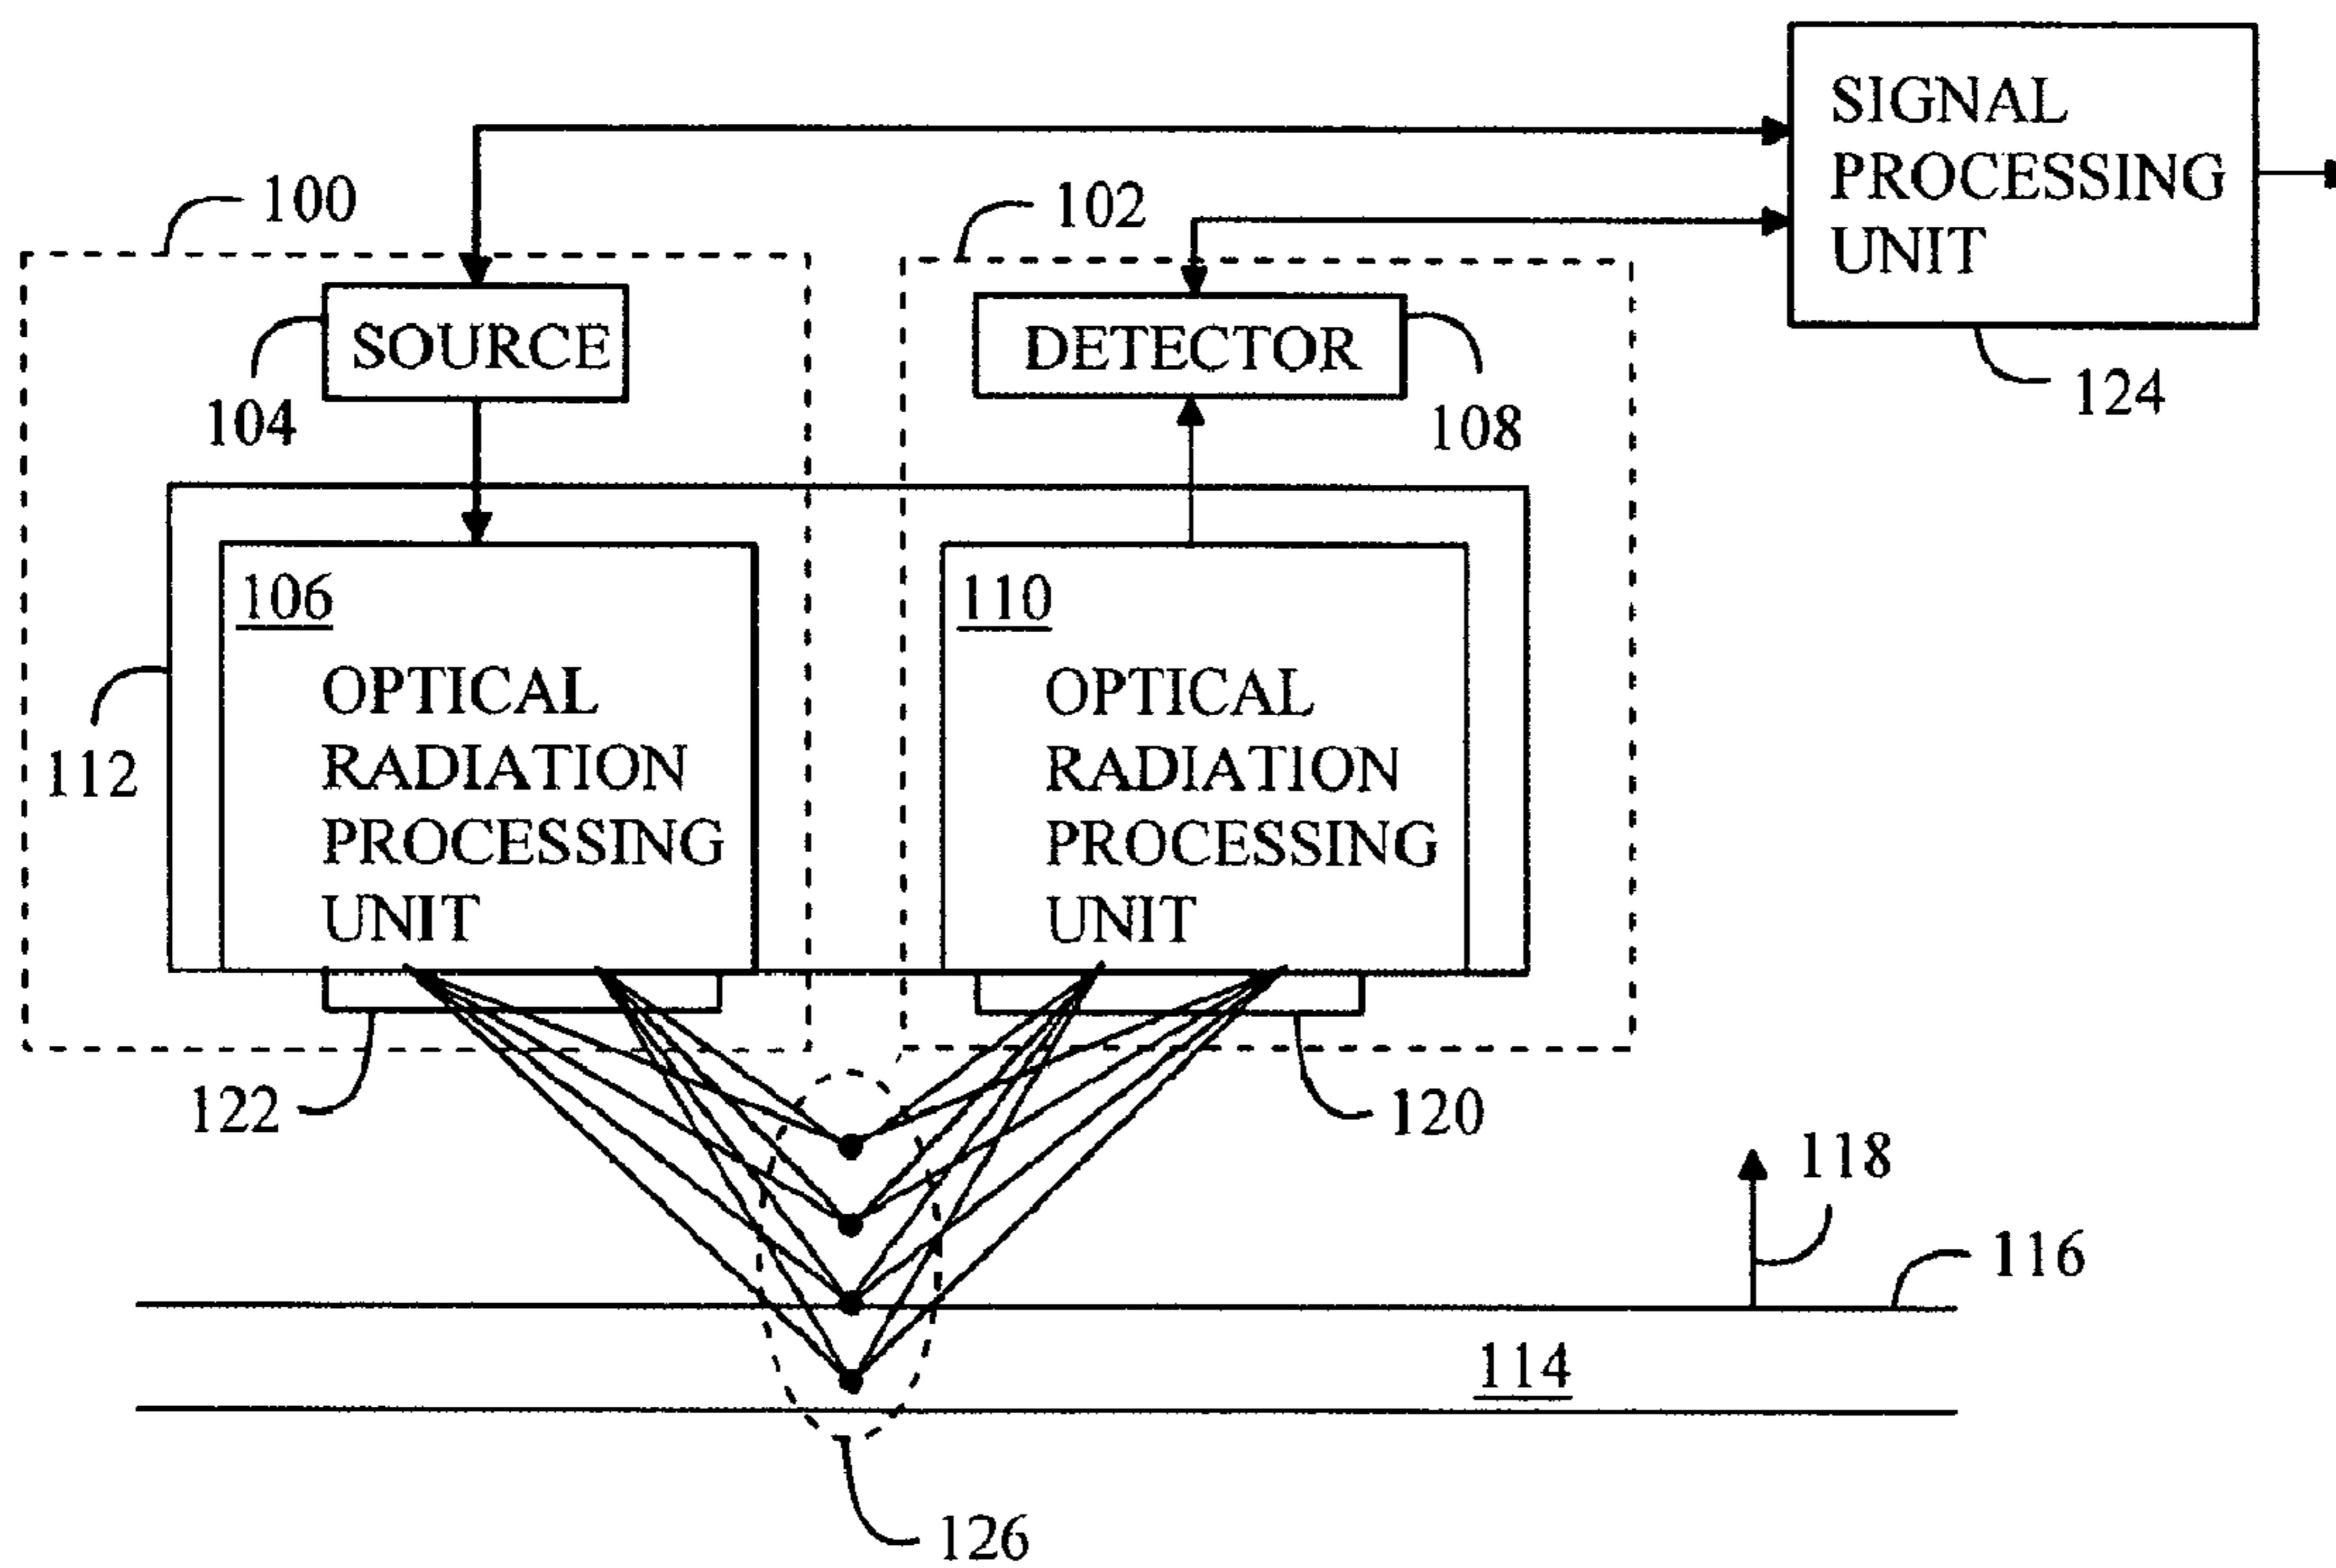 SIGNAL
PROCESSING
UNIT
124
100
102
SOURCE
104
DETECTOR
108
112
106
OPTICAL
RADIATION
PROCESSING
UNIT
110
OPTICAL
RADIATION
PROCESSING
UNIT
122
120
118
116
114
126